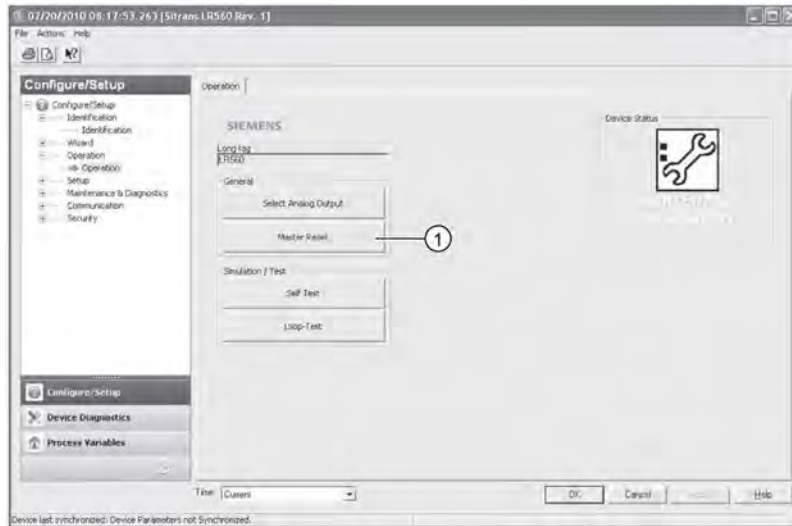 07/20/2010 08:17:53.263 [Sitrans LR560 Rev. 1]
File Actions Help
Configure/Setup
Configure/Setup
Identification
Identification
Wizard
Operation
Operation
Setup
Maintenance & Diagnostics
Communication
Security
Configure/Setup
Device Diagnostics
Process Variables
Operation
SIEMENS
Long tag
LR560
General
Select Analog Output
Master Reset
1
Simulation / Test
Self Test
Loop-Test
Device Status
Time Current
OK Cancel Help
Device last synchronized: Device Parameters not Synchronized.